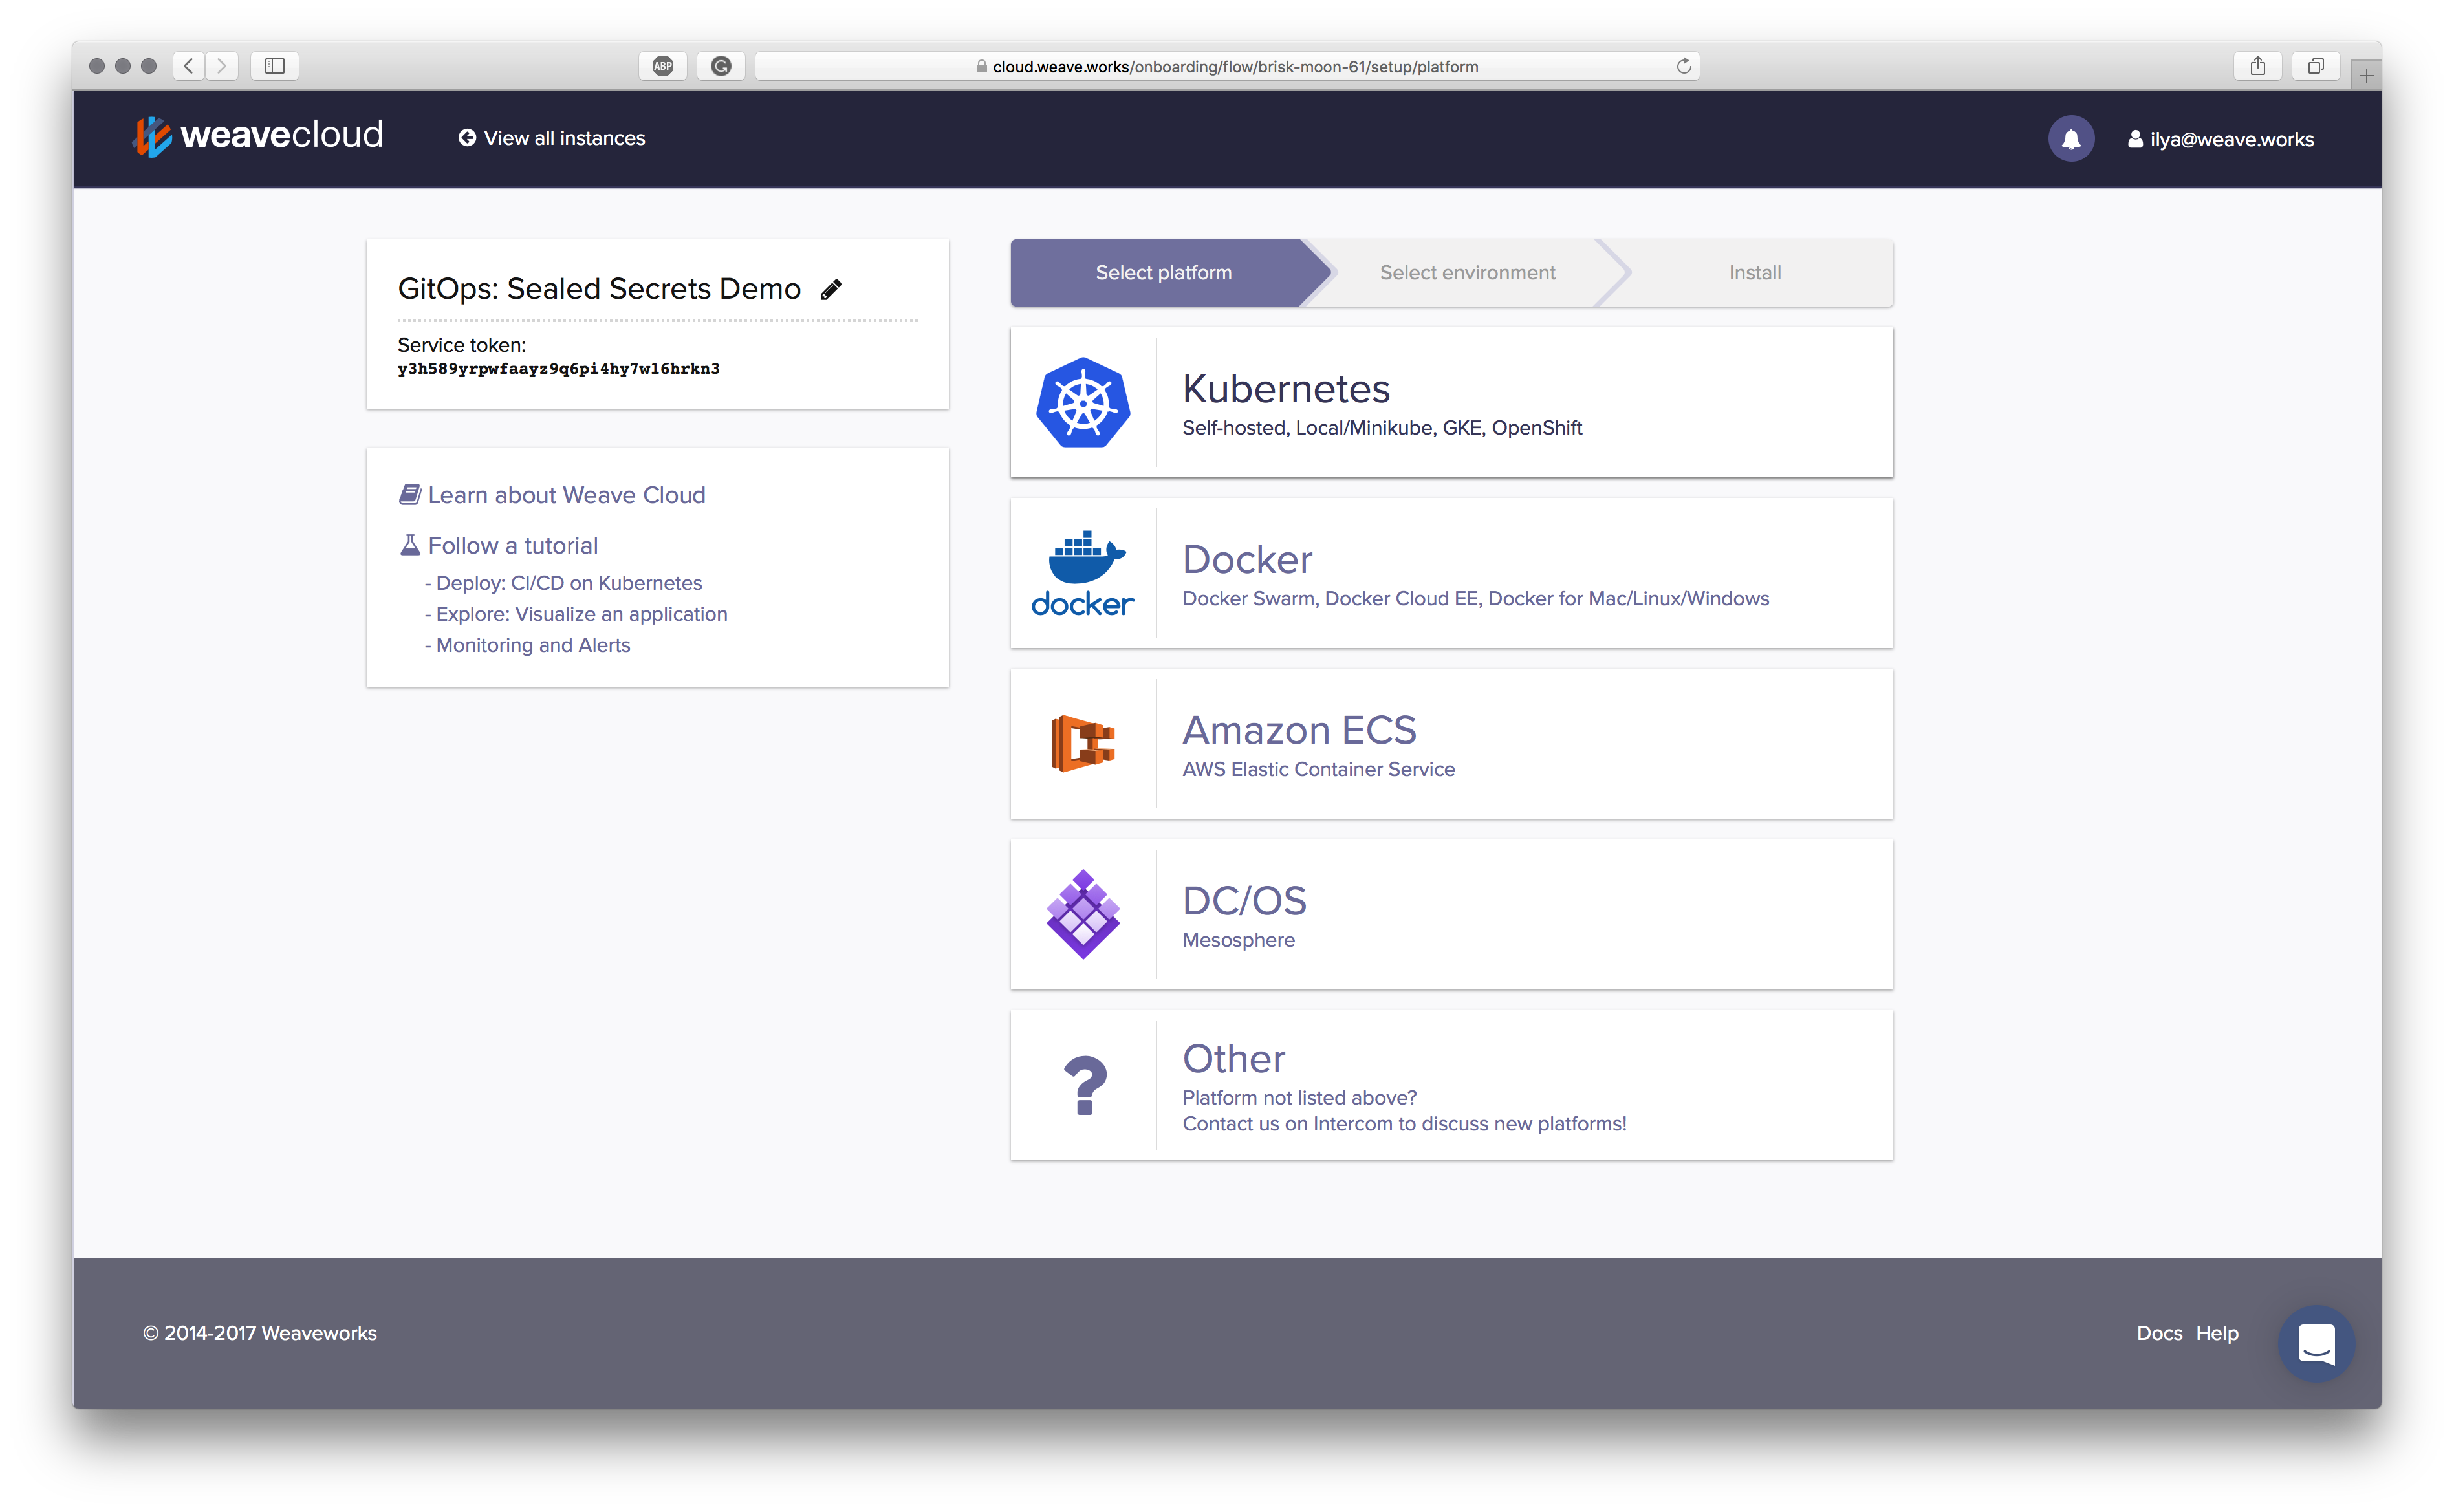 ABP
cloud.weave.works/onboarding/flow/brisk-moon-61/setup/platform
weavecloud
View all instances
ilya@weave.works
GitOps: Sealed Secrets Demo
Service token:
y3h589yrpwfaayz9q6pi4hy7w16hrkn3
Learn about Weave Cloud
Follow a tutorial
- Deploy: CI/CD on Kubernetes
- Explore: Visualize an application
- Monitoring and Alerts
Select platform
Select environment
Install
Kubernetes
Self-hosted, Local/Minikube, GKE, OpenShift
docker
Docker
Docker Swarm, Docker Cloud EE, Docker for Mac/Linux/Windows
Amazon ECS
AWS Elastic Container Service
DC/OS
Mesosphere
?
Other
Platform not listed above?
Contact us on Intercom to discuss new platforms!
© 2014-2017 Weaveworks
Docs Help